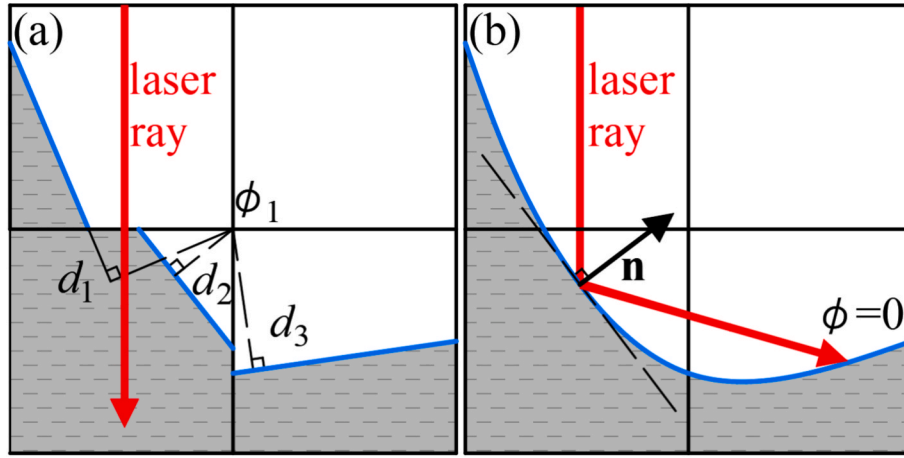 (a)
laser
ray
ϕ₁
d₁
d₂
d₃
(b)
laser
ray
n
ϕ=0